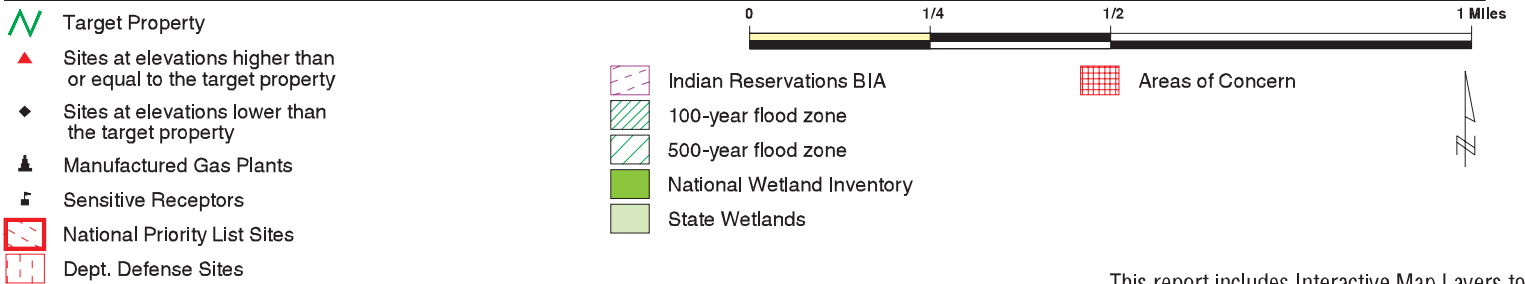 Target Property
Sites at elevations higher than
or equal to the target property
Sites at elevations lower than
the target property
Manufactured Gas Plants
Sensitive Receptors
National Priority List Sites
Dept. Defense Sites
0 1/4 1/2 1 Miles
Indian Reservations BIA
100-year flood zone
500-year flood zone
National Wetland Inventory
State Wetlands
Areas of Concern
N
This report includes Interactive Map Layers to